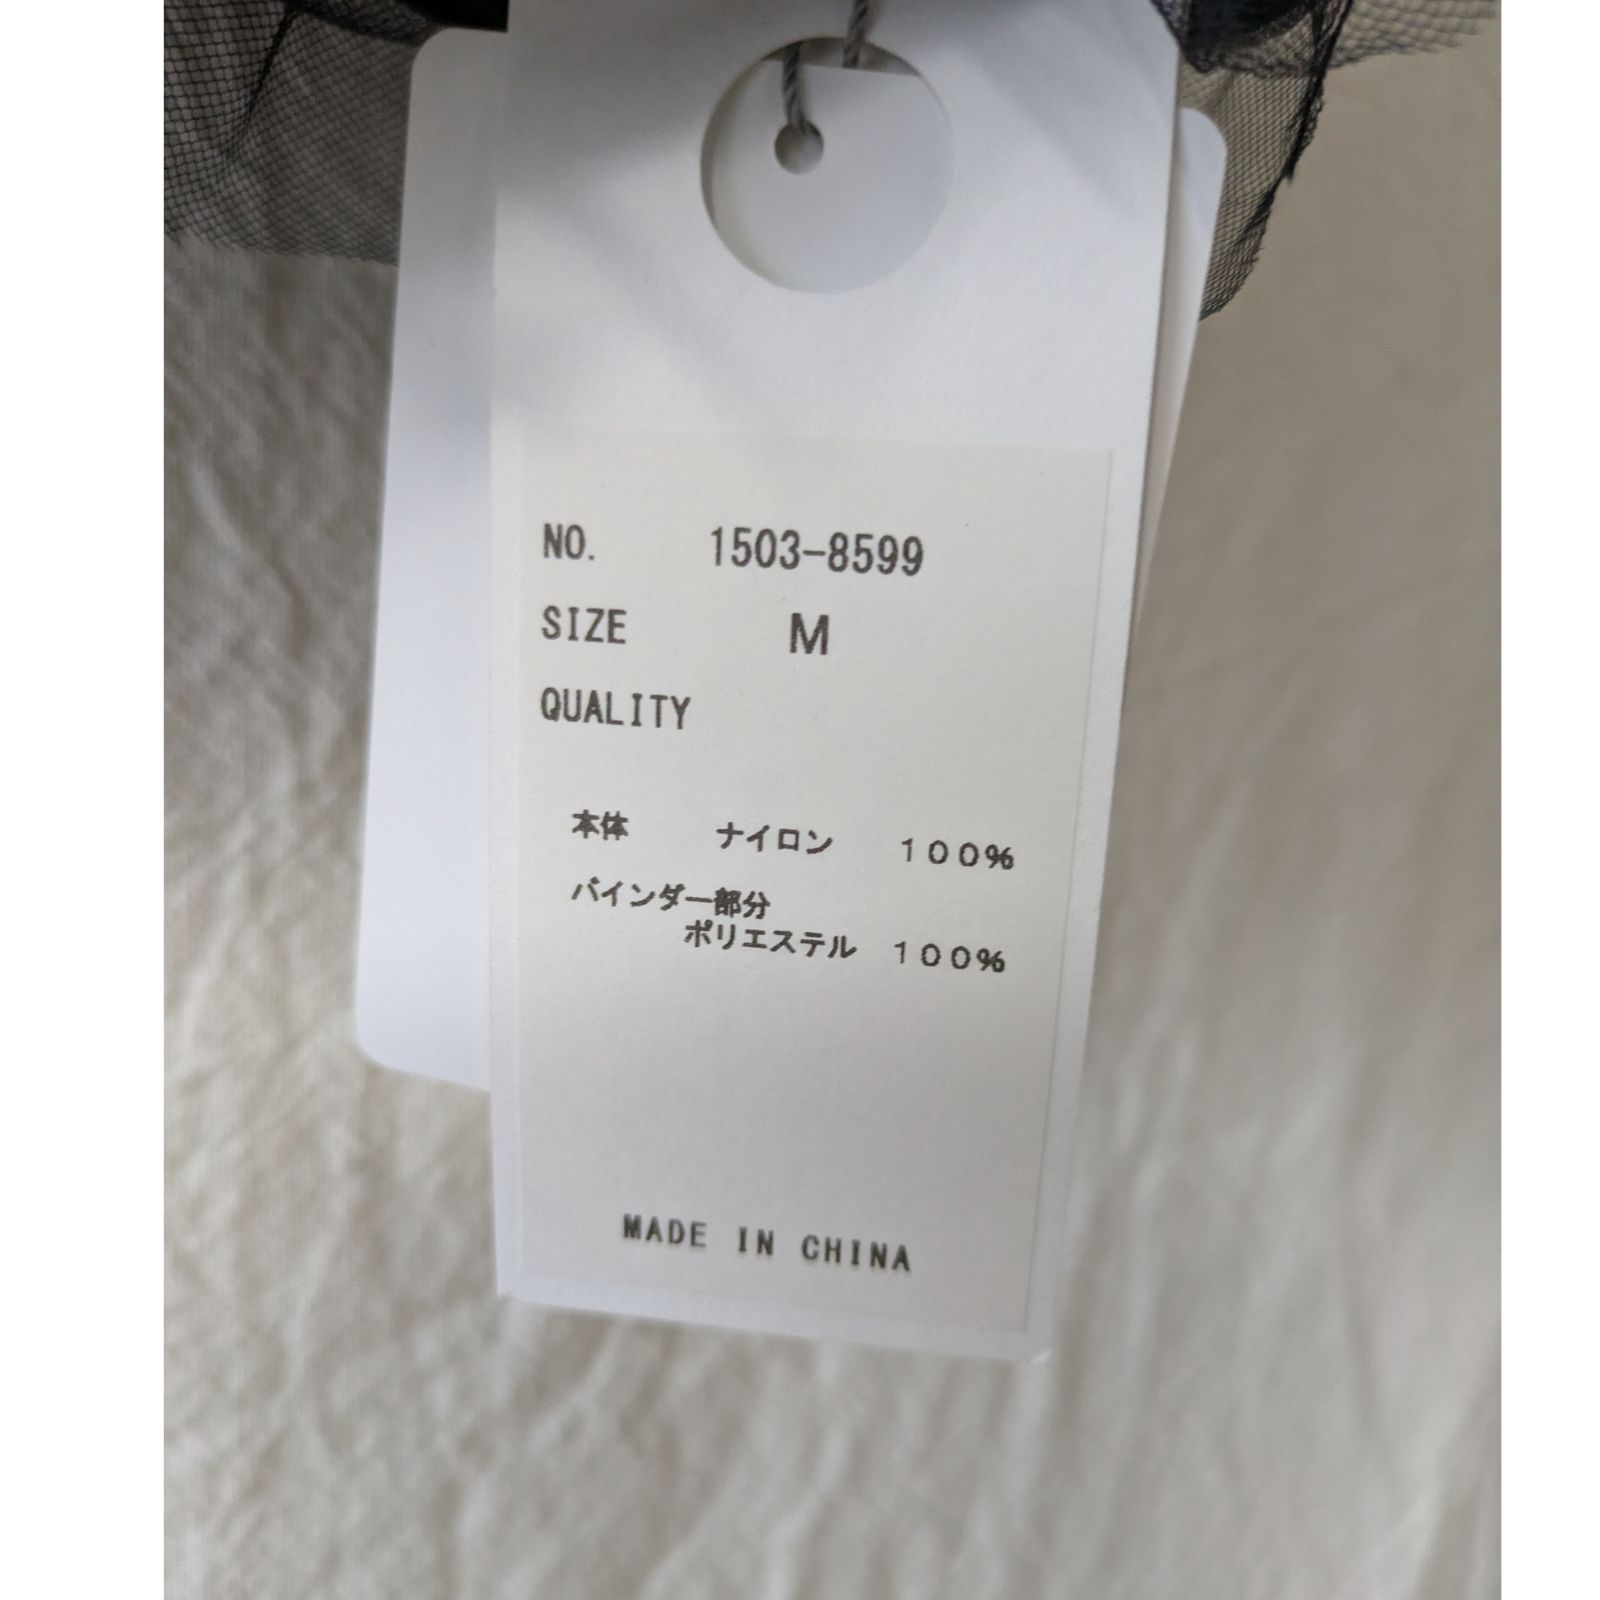 NO. 1503-8599
SIZE M
QUALITY
本体 ナイロン 100%
バインダー部分
ポリエステル 100%
MADE IN CHINA